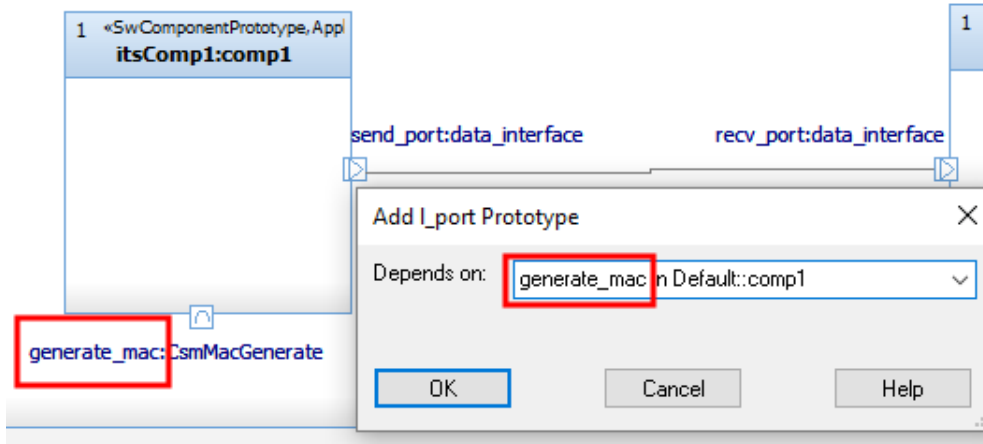 1 «SwComponentPrototype, Appl
itsComp1:comp1
1
send_port:data_interface
recv_port:data_interface
Add I_port Prototype
Depends on:
generate_mac in Default::comp1
generate_mac:CsmMacGenerate
OK
Cancel
Help